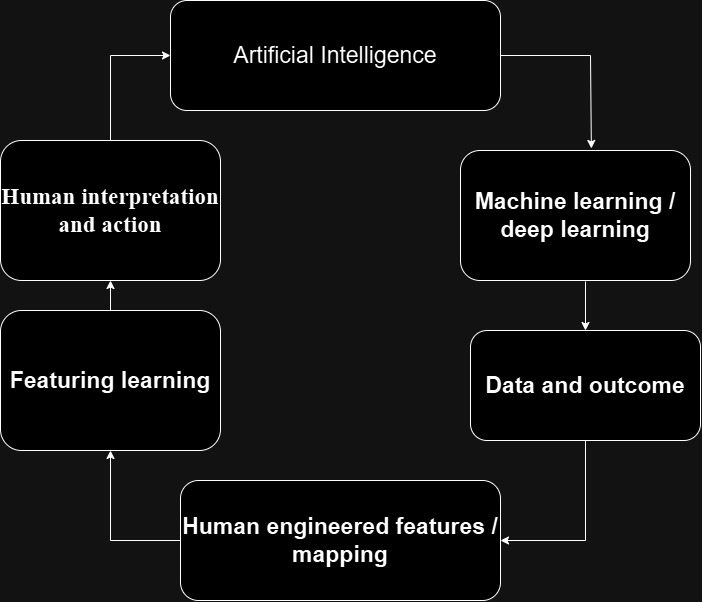 Artificial Intelligence
Machine learning /
deep learning
Data and outcome
Human engineered features /
mapping
Featuring learning
Human interpretation
and action